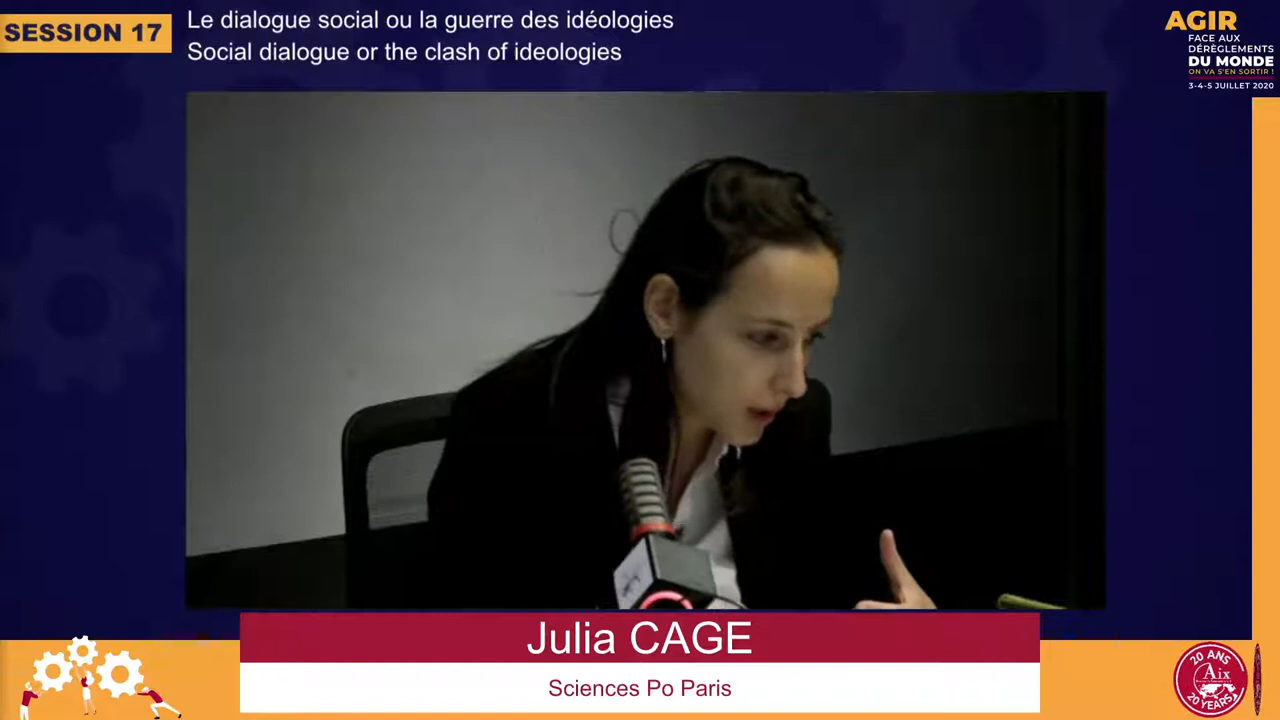 SESSION 17
Le dialogue social ou la guerre des idéologies
Social dialogue or the clash of ideologies
AGIR
FACE AUX
DÉRÈGLEMENTS
DU MONDE
ON VA S'EN SORTIR !
3-4-5 JUILLET 2020
Julia CAGE
Sciences Po Paris
20 ANS
Aix
20 YEARS